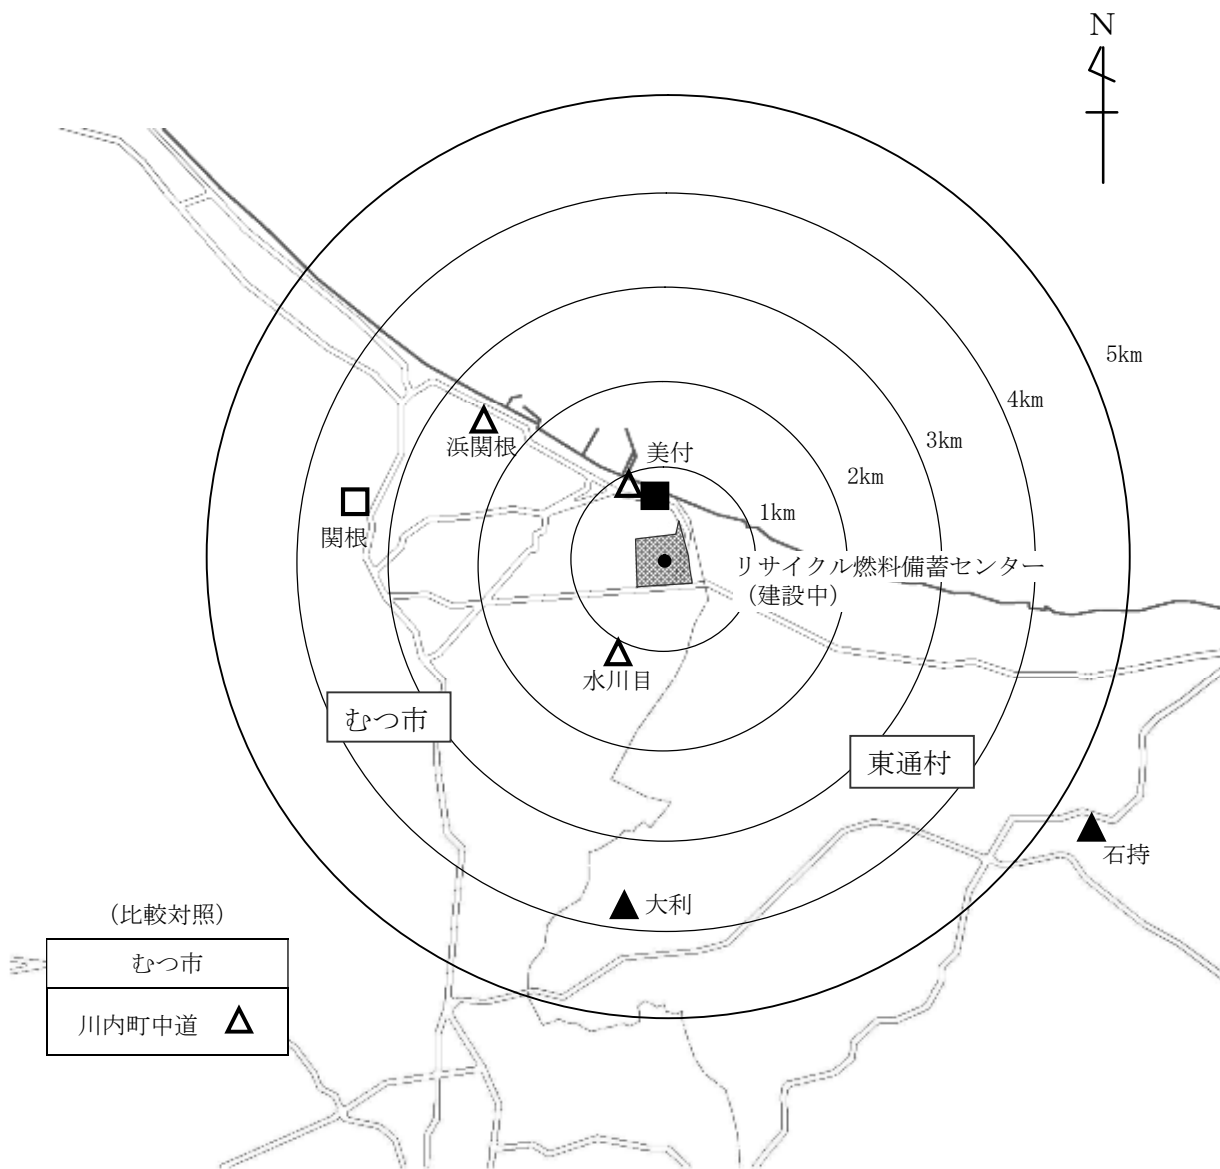 N
5km
4km
3km
2km
1km
美付
浜関根
関根
リサイクル燃料備蓄センター
（建設中）
水川目
むつ市
東通村
石持
大利
（比較対照）
むつ市
川内町中道